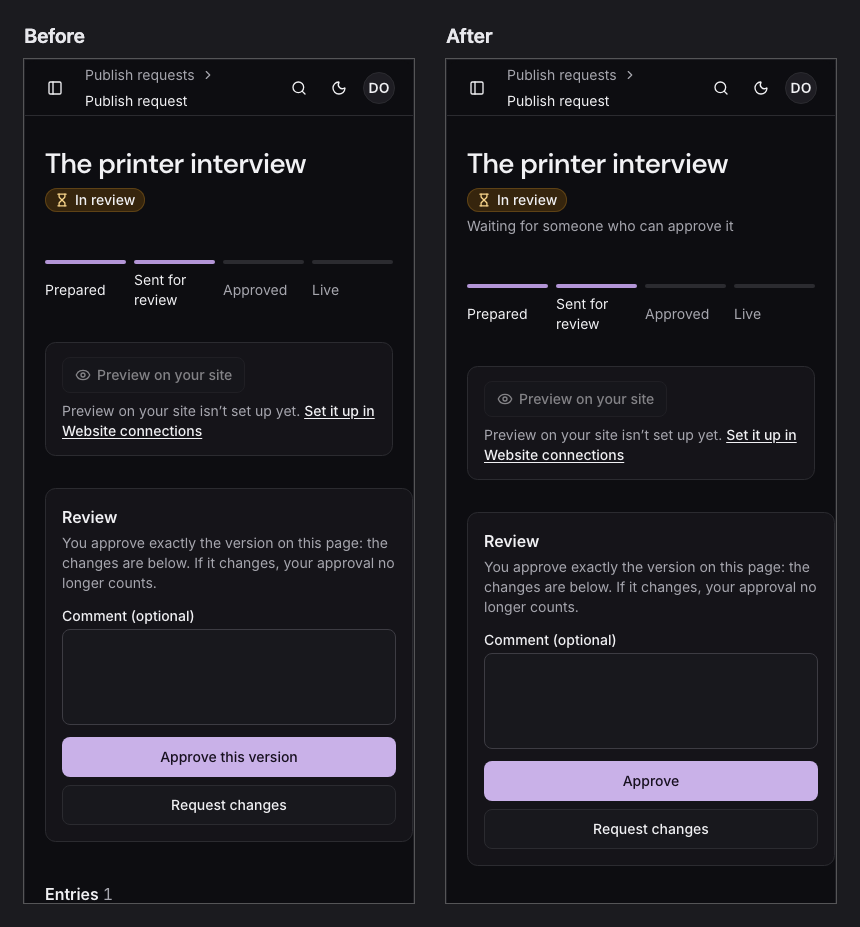 Before
Publish requests
Publish request
DO
The printer interview
In review
Prepared
Sent for
review
Approved
Live
Preview on your site
Preview on your site isn’t set up yet. Set it up in
Website connections
Review
You approve exactly the version on this page: the
changes are below. If it changes, your approval no
longer counts.
Comment (optional)
Approve this version
Request changes
Entries 1
After
Publish requests
Publish request
DO
The printer interview
In review
Waiting for someone who can approve it
Prepared
Sent for
review
Approved
Live
Preview on your site
Preview on your site isn’t set up yet. Set it up in
Website connections
Review
You approve exactly the version on this page: the
changes are below. If it changes, your approval no
longer counts.
Comment (optional)
Approve
Request changes